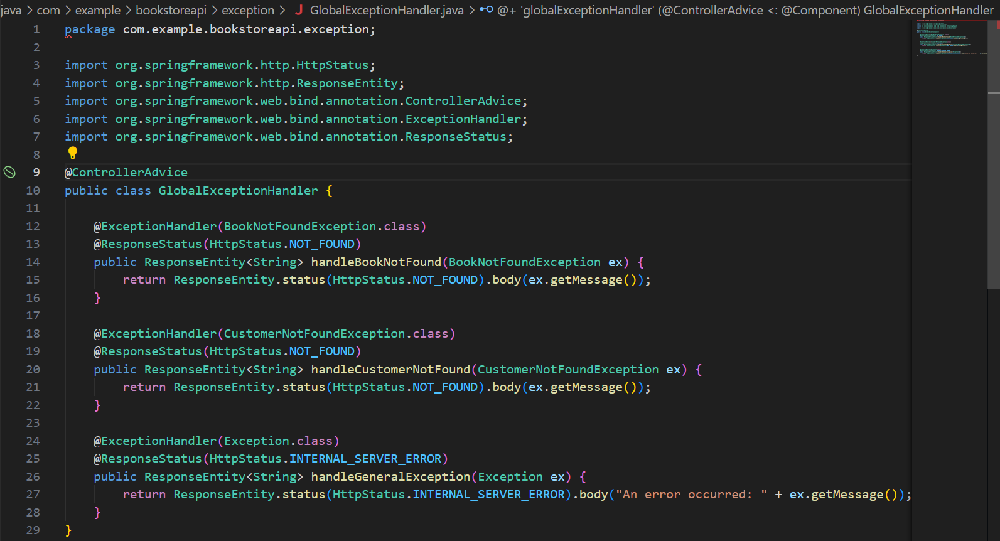 java > com > example > bookstoreapi > exception > J GlobalExceptionHandler.java > @+ 'globalExceptionHandler' (@ControllerAdvice <: @Component) GlobalExceptionHandler
1 package com.example.bookstoreapi.exception;
2
3 import org.springframework.http.HttpStatus;
4 import org.springframework.http.ResponseEntity;
5 import org.springframework.web.bind.annotation.ControllerAdvice;
6 import org.springframework.web.bind.annotation.ExceptionHandler;
7 import org.springframework.web.bind.annotation.ResponseStatus;
8
9 @ControllerAdvice
10 public class GlobalExceptionHandler {
11
12     @ExceptionHandler(BookNotFoundException.class)
13     @ResponseStatus(HttpStatus.NOT_FOUND)
14     public ResponseEntity<String> handleBookNotFound(BookNotFoundException ex) {
15         return ResponseEntity.status(HttpStatus.NOT_FOUND).body(ex.getMessage());
16     }
17
18     @ExceptionHandler(CustomerNotFoundException.class)
19     @ResponseStatus(HttpStatus.NOT_FOUND)
20     public ResponseEntity<String> handleCustomerNotFound(CustomerNotFoundException ex) {
21         return ResponseEntity.status(HttpStatus.NOT_FOUND).body(ex.getMessage());
22     }
23
24     @ExceptionHandler(Exception.class)
25     @ResponseStatus(HttpStatus.INTERNAL_SERVER_ERROR)
26     public ResponseEntity<String> handleGeneralException(Exception ex) {
27         return ResponseEntity.status(HttpStatus.INTERNAL_SERVER_ERROR).body("An error occurred: " + ex.getMessage());
28     }
29 }